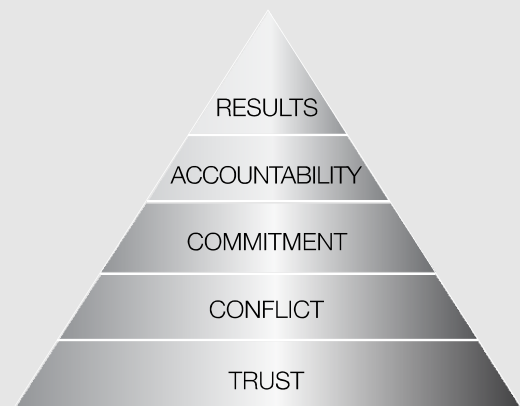 RESULTS
ACCOUNTABILITY
COMMITMENT
CONFLICT
TRUST